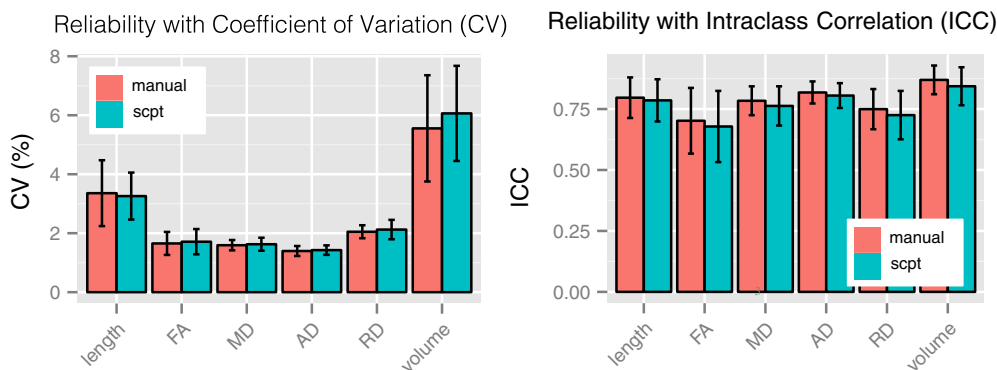 Reliability with Coefficient of Variation (CV)
CV (%)
8
6
4
2
0
manual
scpt
length
FA
MD
AD
RD
volume
Reliability with Intraclass Correlation (ICC)
ICC
0.75
0.50
0.25
0.00
manual
scpt
length
FA
MD
AD
RD
volume